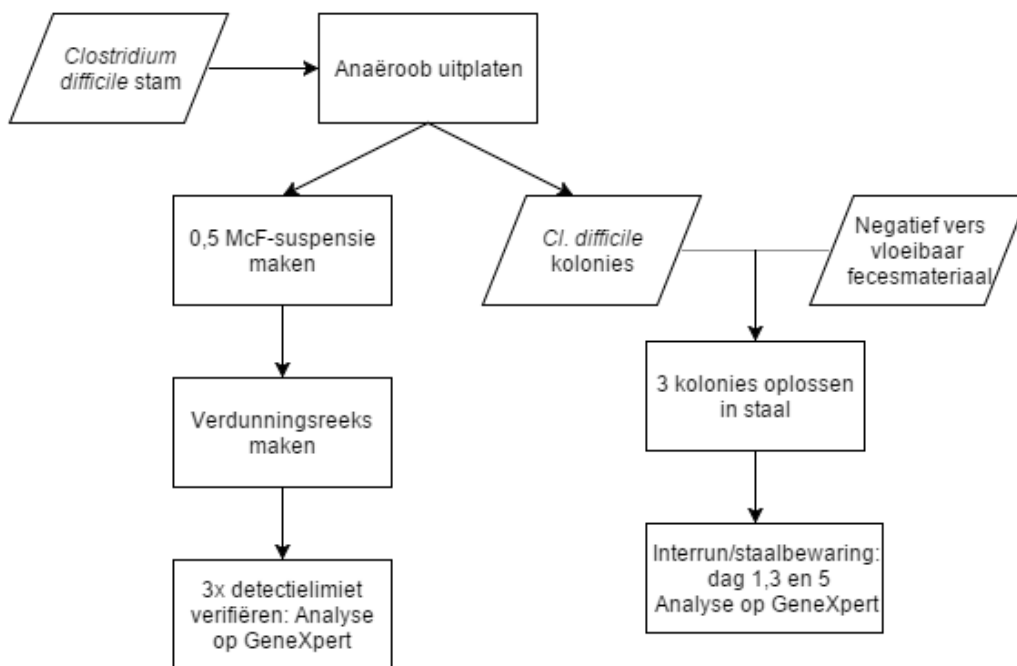 Clostridium
difficile stam
Anaëroob uitplaten
0,5 McF-suspensie
maken
Cl. difficile
kolonies
Negatief vers
vloeibaar
fecesmateriaal
Verdunningsreeks
maken
3 kolonies oplossen
in staal
3x detectielimiet
verifiëren: Analyse
op GeneXpert
Interrun/staalbewaring:
dag 1,3 en 5
Analyse op GeneXpert